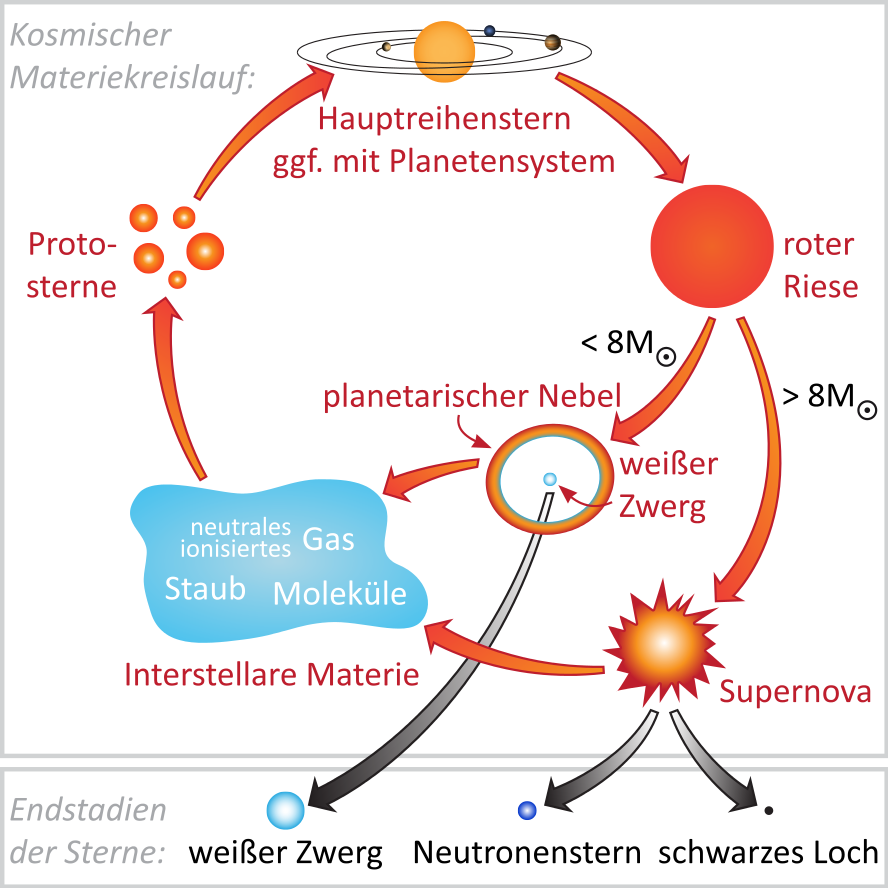 Kosmischer
Materiekreislauf:
Hauptreihenstern
ggf. mit Planetensystem
Proto-
sterne
roter
Riese
< 8M☉
> 8M☉
planetarischer Nebel
weißer
Zwerg
neutrales
ionisiertes Gas
Staub Moleküle
Interstellare Materie
Supernova
Endstadien
der Sterne:
weißer Zwerg
Neutronenstern
schwarzes Loch